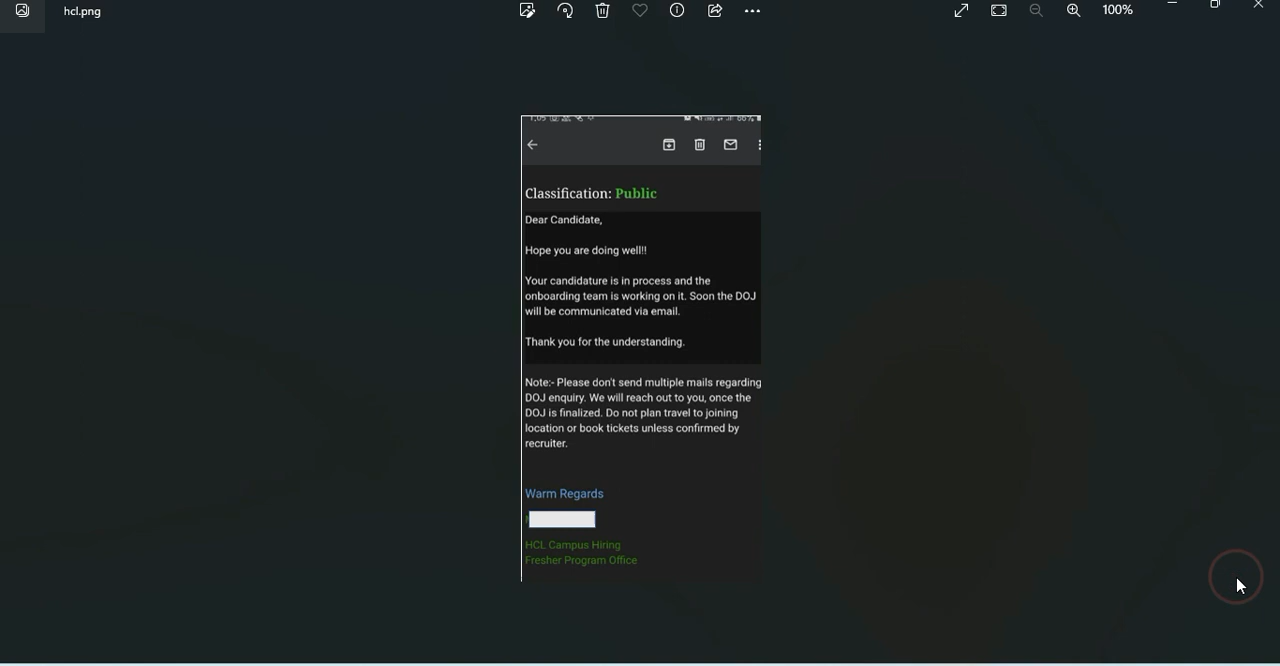 hcl.png
100%
Classification: Public
Dear Candidate,
Hope you are doing well!!
Your candidature is in process and the
onboarding team is working on it. Soon the DOJ
will be communicated via email.
Thank you for the understanding.
Note:- Please don't send multiple mails regarding
DOJ enquiry. We will reach out to you, once the
DOJ is finalized. Do not plan travel to joining
location or book tickets unless confirmed by
recruiter.
Warm Regards
HCL Campus Hiring
Fresher Program Office